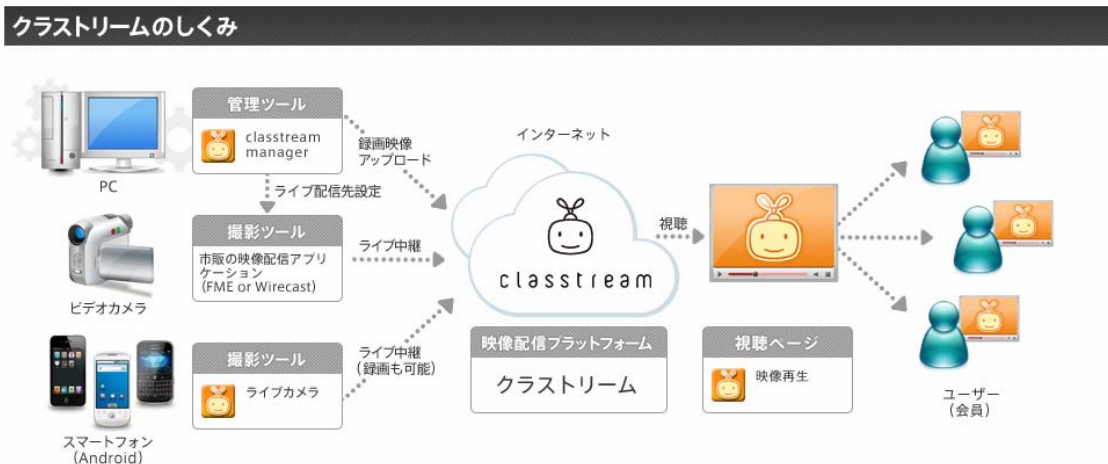 クラストリームのしくみ
PC
管理ツール
classtream
manager
録画映像
アップロード
ライブ配信先設定
ビデオカメラ
撮影ツール
市販の映像配信アプリ
ケーション
(FME or Wirecast)
ライブ中継
スマートフォン
(Android)
撮影ツール
ライブカメラ
ライブ中継
(録画も可能)
インターネット
classtream
映像配信プラットフォーム
クラストリーム
視聴
視聴ページ
映像再生
ユーザー
(会員)